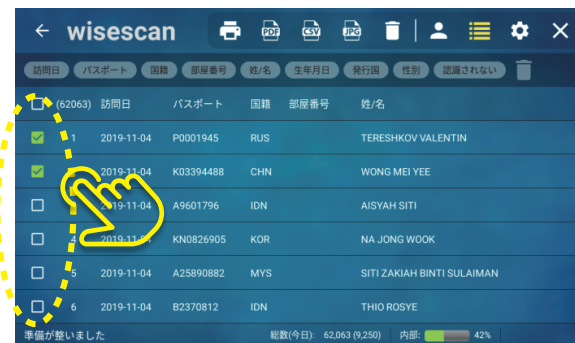 wisescan PDF CSV JPG
訪問日 パスポート 国籍 部屋番号 姓/名 生年月日 発行国 性別 認識されない
(62063) 訪問日 パスポート 国籍 部屋番号 姓/名
1 2019-11-04 P0001945 RUS TERESHKOV VALENTIN
2019-11-04 K03394488 CHN WONG MEI YEE
2019-11-04 A9601796 IDN AISYAH SITI
4 2019-11-04 KN0826905 KOR NA JONG WOOK
5 2019-11-04 A25890882 MYS SITI ZAKIAH BINTI SULAIMAN
6 2019-11-04 B2370812 IDN THIO ROSYE
準備が整いました 総数(今日): 62,063 (9,250) 内部: 42%